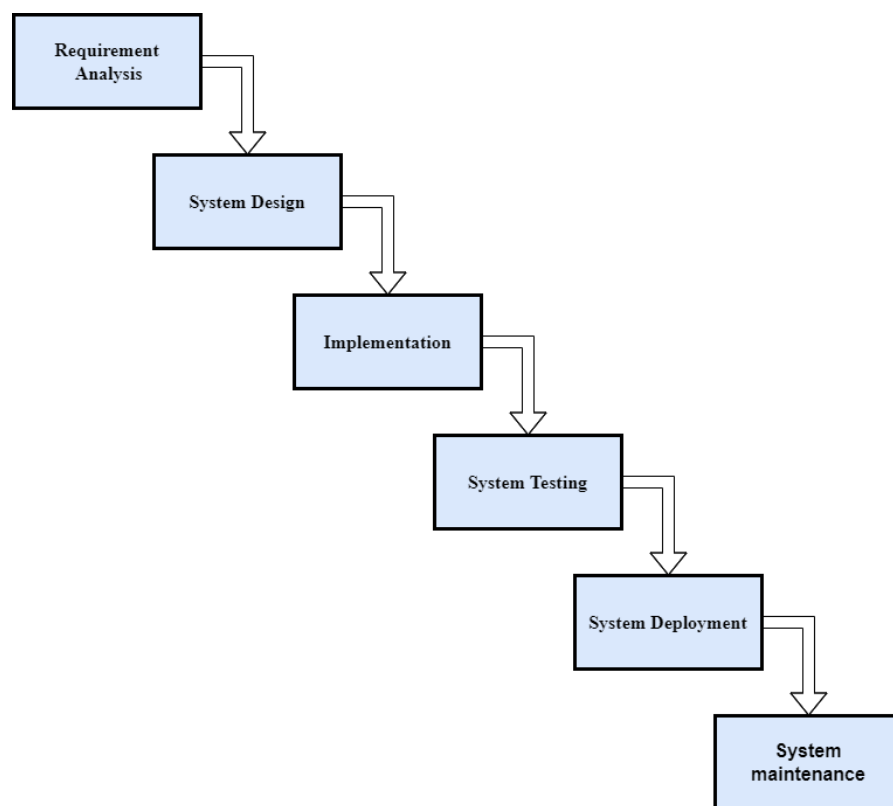 Requirement
Analysis
System Design
Implementation
System Testing
System Deployment
System
maintenance